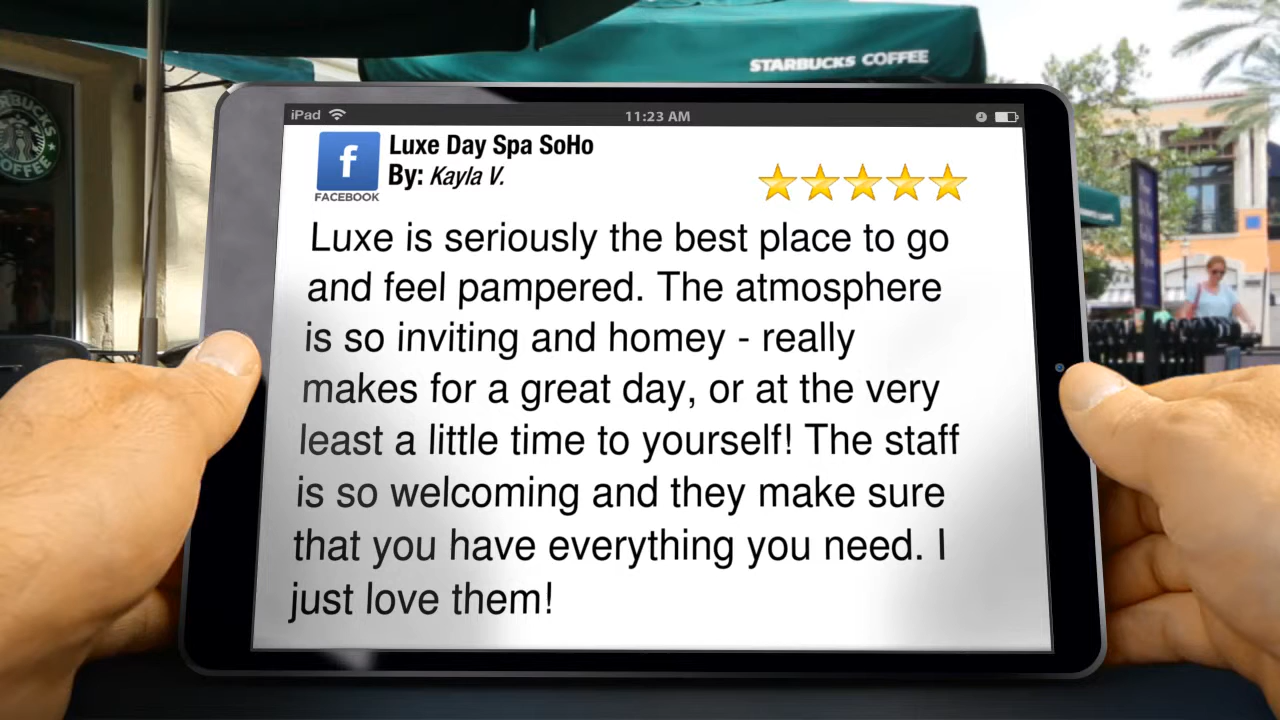 STARBUCKS COFFEE
iPad
11:23 AM
f
FACEBOOK
Luxe Day Spa SoHo
By: Kayla V.
Luxe is seriously the best place to go
and feel pampered. The atmosphere
is so inviting and homey - really
makes for a great day, or at the very
least a little time to yourself! The staff
is so welcoming and they make sure
that you have everything you need. I
just love them!